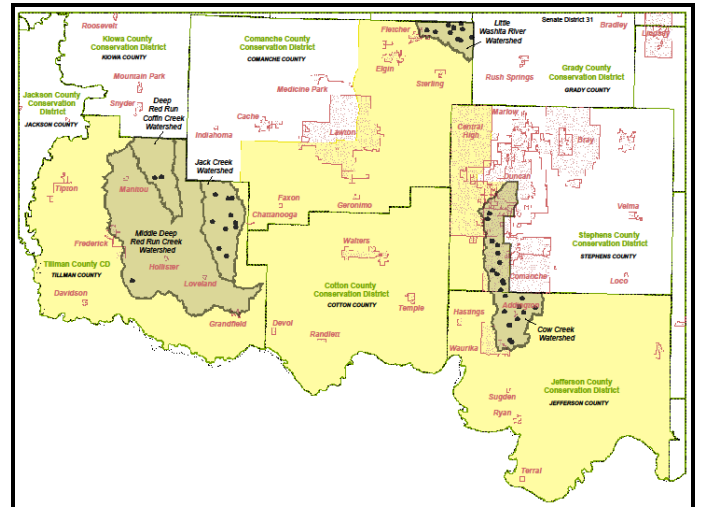 Roosevelt
Kiowa County
Conservation District
KIOWA COUNTY
Comanche County
Conservation District
COMANCHE COUNTY
Fletcher
Little
Washita River
Watershed
Senate District 31
Bradley
Lindsay
Elgin
Sterling
Rush Springs
Grady County
Conservation District
GRADY COUNTY
Mountain Park
Medicine Park
Jackson County
Conservation
District
JACKSON COUNTY
Snyder
Deep
Red Run
Coffin Creek
Watershed
Cache
Indiahoma
Lawton
Central
High
Marlow
Bray
Jack Creek
Watershed
Duncan
Tipton
Manitou
Faxon
Chattanooga
Geronimo
Velma
Middle Deep
Red Run Creek
Watershed
Frederick
Hollister
Loveland
Walters
Stephens County
Conservation District
STEPHENS COUNTY
Tillman County CD
TILLMAN COUNTY
Davidson
Grandfield
Cotton County
Conservation District
COTTON COUNTY
Temple
Comanche
Loco
Devol
Randlett
Hastings
Addington
Cow Creek
Watershed
Waurika
Jefferson County
Conservation District
JEFFERSON COUNTY
Sugden
Ryan
Terral